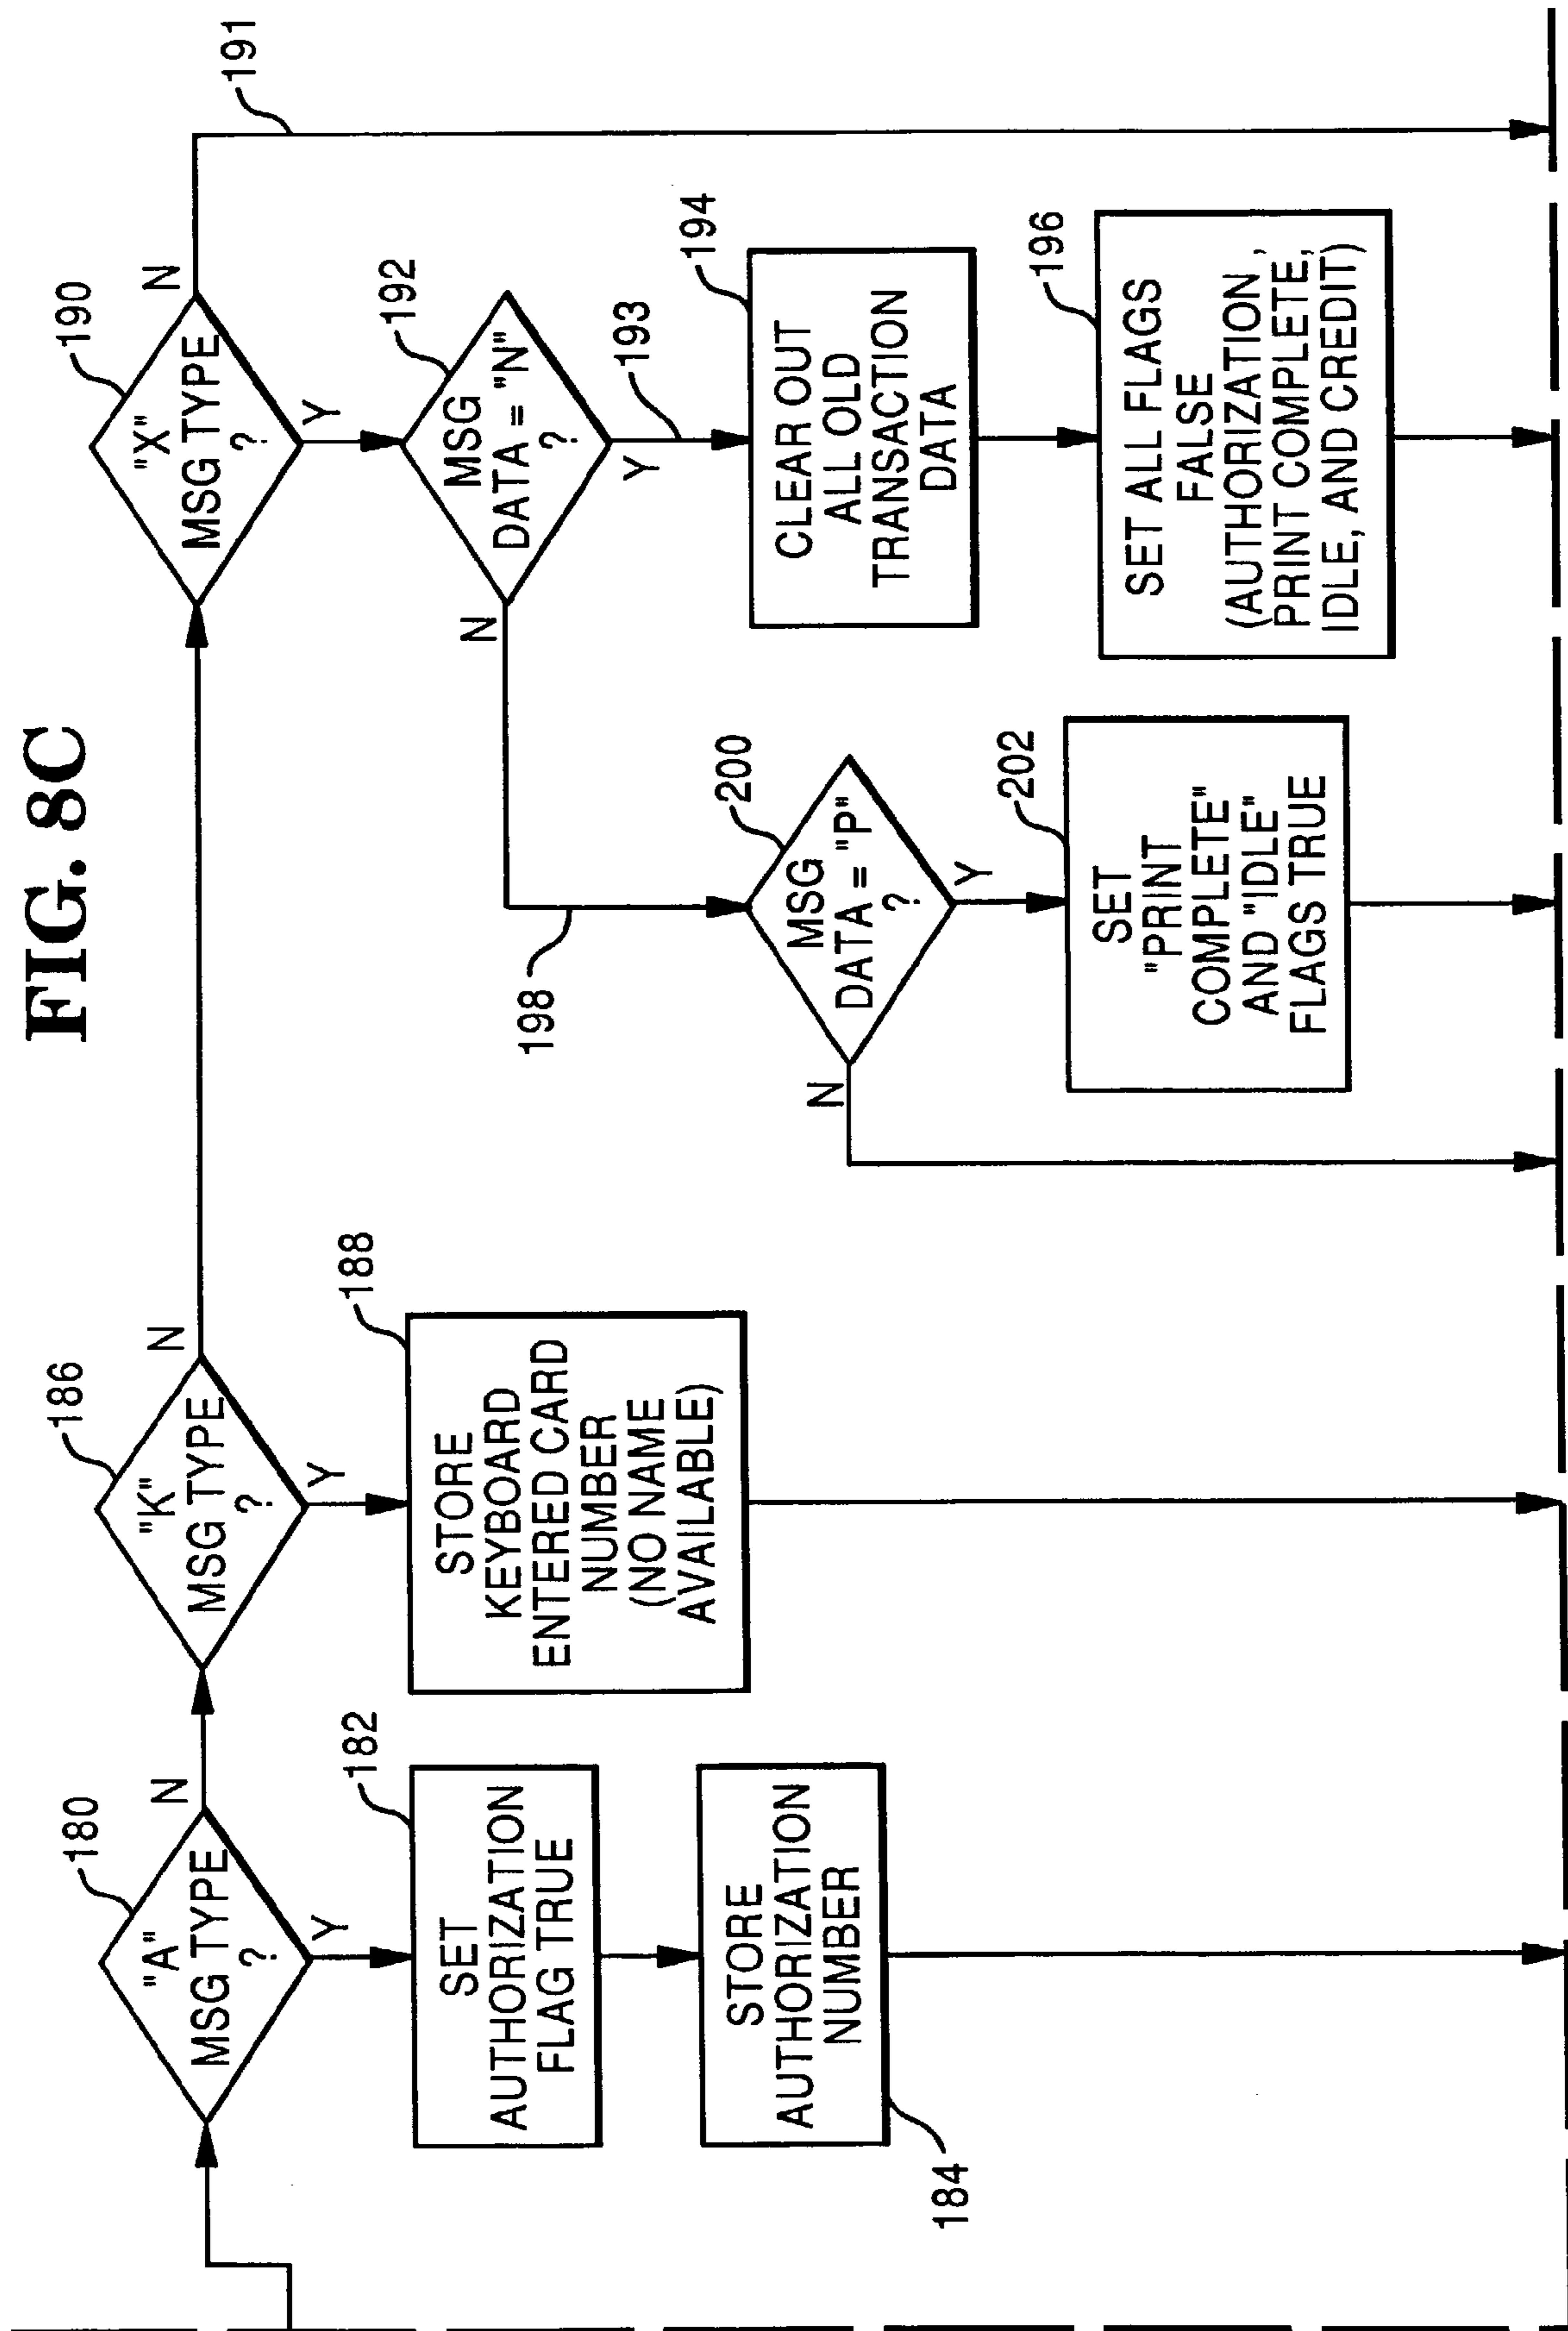 FIG. 8C
180
"A"
MSG TYPE
?
N
Y
182
SET
AUTHORIZATION
FLAG TRUE
STORE
AUTHORIZATION
NUMBER
184
186
"K"
MSG TYPE
?
N
Y
188
STORE
KEYBOARD
ENTERED CARD
NUMBER
(NO NAME
AVAILABLE)
190
"X"
MSG TYPE
?
N
191
Y
192
MSG
DATA = "N"
?
N
Y
193
194
CLEAR OUT
ALL OLD
TRANSACTION
DATA
196
SET ALL FLAGS
FALSE
(AUTHORIZATION,
PRINT COMPLETE,
IDLE, AND CREDIT)
198
200
MSG
DATA = "P"
?
N
Y
202
SET
"PRINT
COMPLETE"
AND "IDLE"
FLAGS TRUE